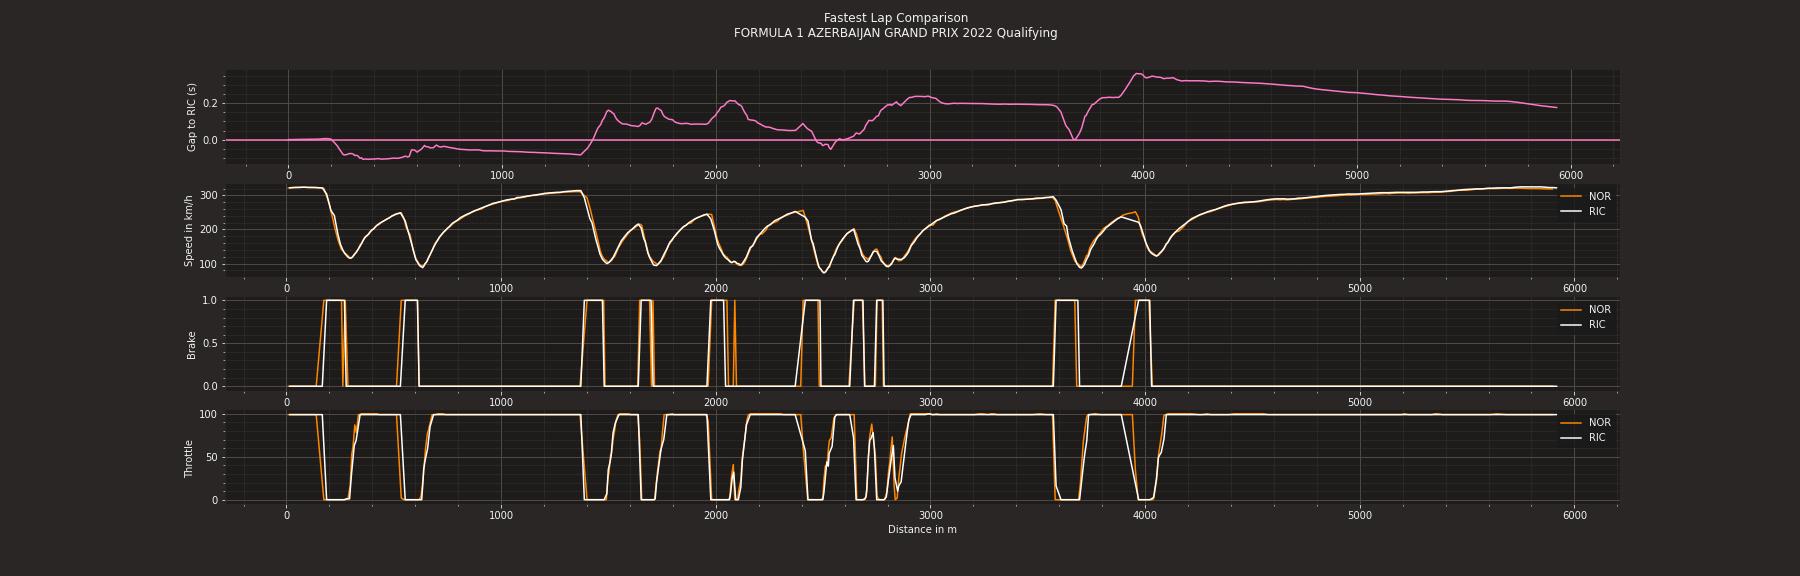 Fastest Lap Comparison
FORMULA 1 AZERBAIJAN GRAND PRIX 2022 Qualifying
Gap to RIC (s)
0.2
0.0
0 1000 2000 3000 4000 5000 6000
Speed in km/h
300
200
100
NOR
RIC
0 1000 2000 3000 4000 5000 6000
Brake
1.0
0.5
0.0
NOR
RIC
0 1000 2000 3000 4000 5000 6000
Throttle
100
50
0
NOR
RIC
0 1000 2000 3000 4000 5000 6000
Distance in m